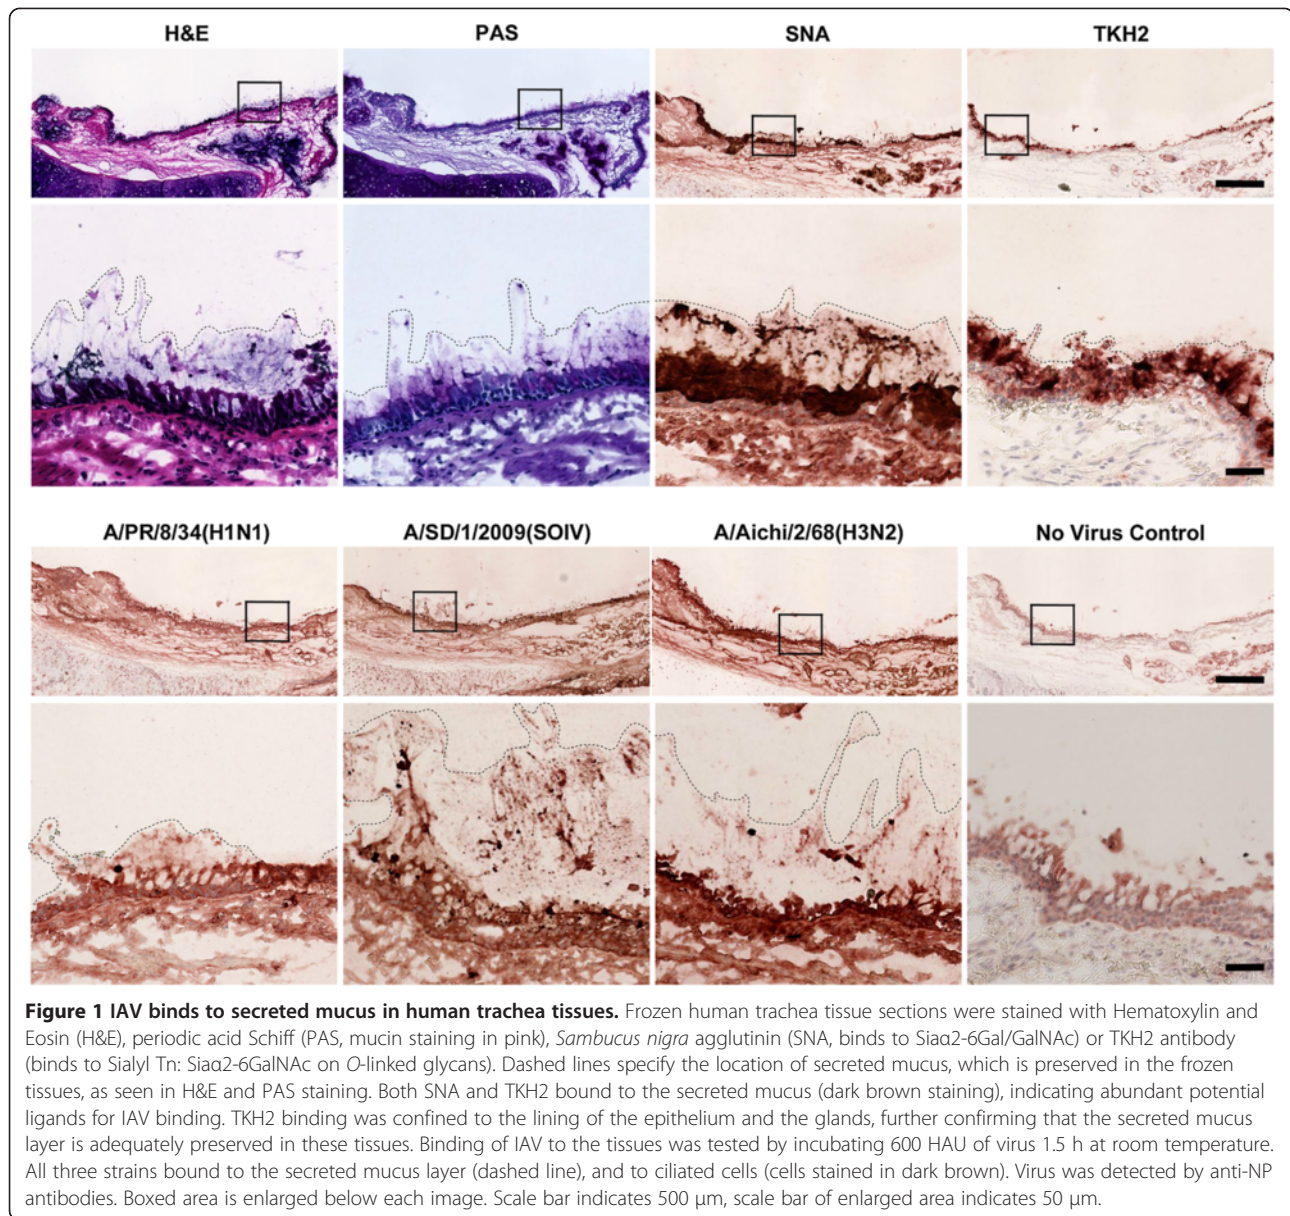 H&E PAS SNA TKH2
A/PR/8/34(H1N1) A/SD/1/2009(SOIV) A/Aichi/2/68(H3N2) No Virus Control
Figure 1 IAV binds to secreted mucus in human trachea tissues. Frozen human trachea tissue sections were stained with Hematoxylin and
Eosin (H&E), periodic acid Schiff (PAS, mucin staining in pink), Sambucus nigra agglutinin (SNA, binds to Siaα2-6Gal/GalNAc) or TKH2 antibody
(binds to Sialyl Tn: Siaα2-6GalNAc on O-linked glycans). Dashed lines specify the location of secreted mucus, which is preserved in the frozen
tissues, as seen in H&E and PAS staining. Both SNA and TKH2 bound to the secreted mucus (dark brown staining), indicating abundant potential
ligands for IAV binding. TKH2 binding was confined to the lining of the epithelium and the glands, further confirming that the secreted mucus
layer is adequately preserved in these tissues. Binding of IAV to the tissues was tested by incubating 600 HAU of virus 1.5 h at room temperature.
All three strains bound to the secreted mucus layer (dashed line), and to ciliated cells (cells stained in dark brown). Virus was detected by anti-NP
antibodies. Boxed area is enlarged below each image. Scale bar indicates 500 μm, scale bar of enlarged area indicates 50 μm.